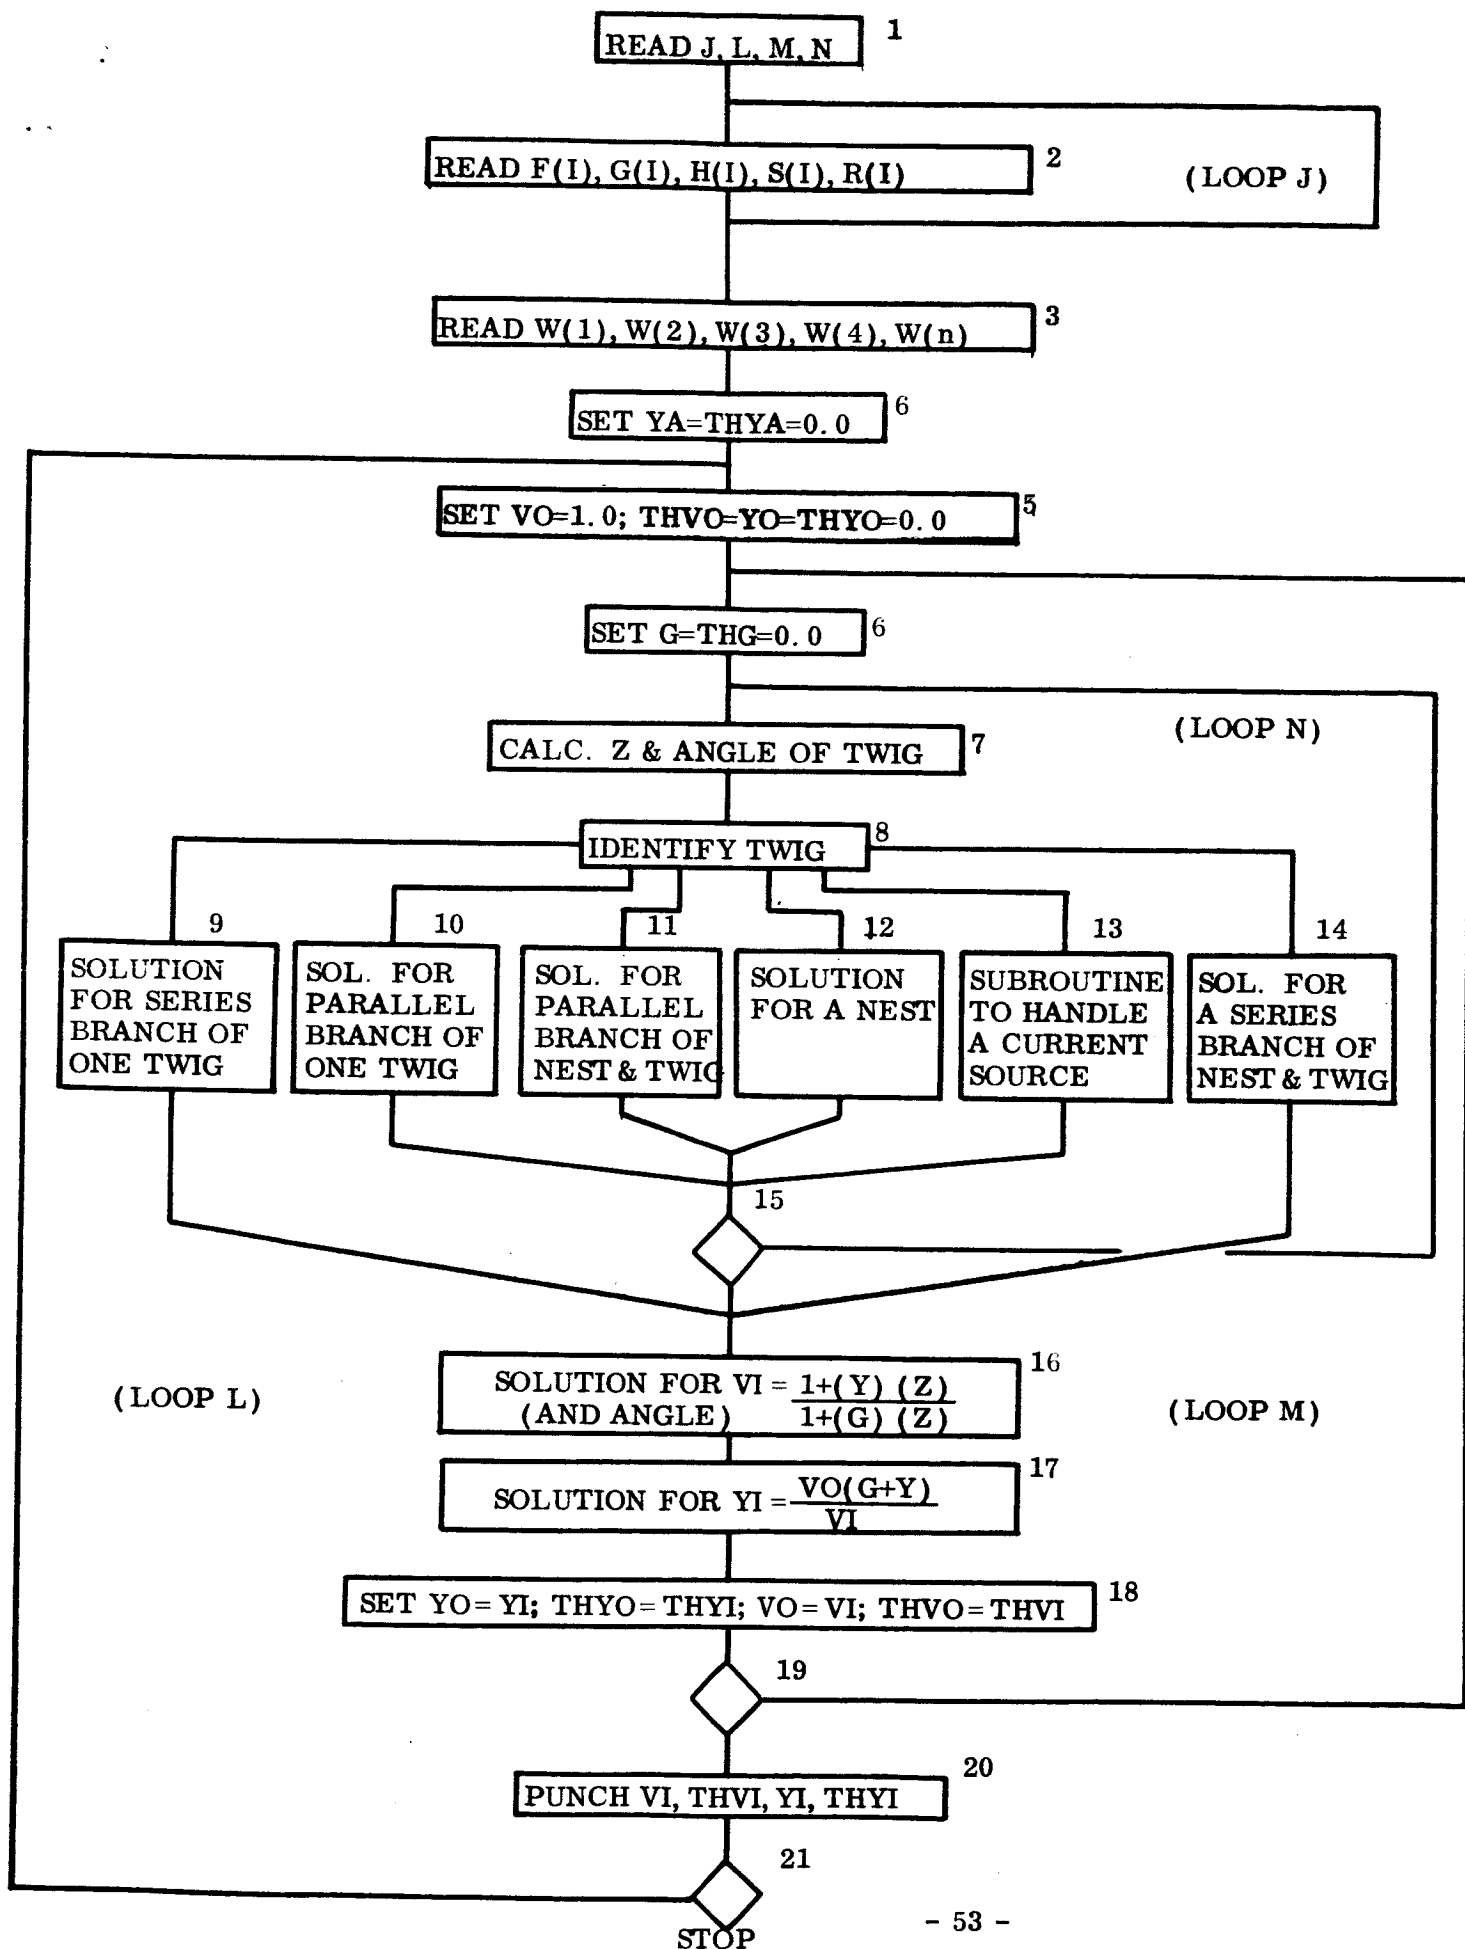 1
READ J, L, M, N
2
READ F(I), G(I), H(I), S(I), R(I)
(LOOP J)
3
READ W(1), W(2), W(3), W(4), W(n)
6
SET YA=THYA=0.0
5
SET VO=1.0; THVO=YO=THYO=0.0
6
SET G=THG=0.0
(LOOP N)
7
CALC. Z & ANGLE OF TWIG
8
IDENTIFY TWIG
9
SOLUTION
FOR SERIES
BRANCH OF
ONE TWIG
10
SOL. FOR
PARALLEL
BRANCH OF
ONE TWIG
11
SOL. FOR
PARALLEL
BRANCH OF
NEST & TWIG
12
SOLUTION
FOR A NEST
13
SUBROUTINE
TO HANDLE
A CURRENT
SOURCE
14
SOL. FOR
A SERIES
BRANCH OF
NEST & TWIG
15
16
SOLUTION FOR VI = 1+(Y) (Z)
(AND ANGLE) 1+(G) (Z)
(LOOP L)
(LOOP M)
17
SOLUTION FOR YI = VO(G+Y)
VI
18
SET YO=YI; THYO=THYI; VO=VI; THVO=THVI
19
20
PUNCH VI, THVI, YI, THYI
21
STOP
- 53 -